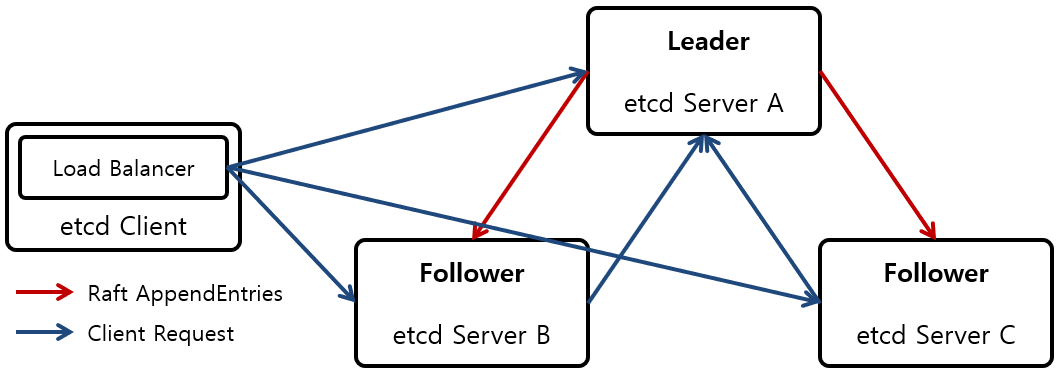 Leader
etcd Server A
Load Balancer
etcd Client
Follower
etcd Server B
Follower
etcd Server C
Raft AppendEntries
Client Request